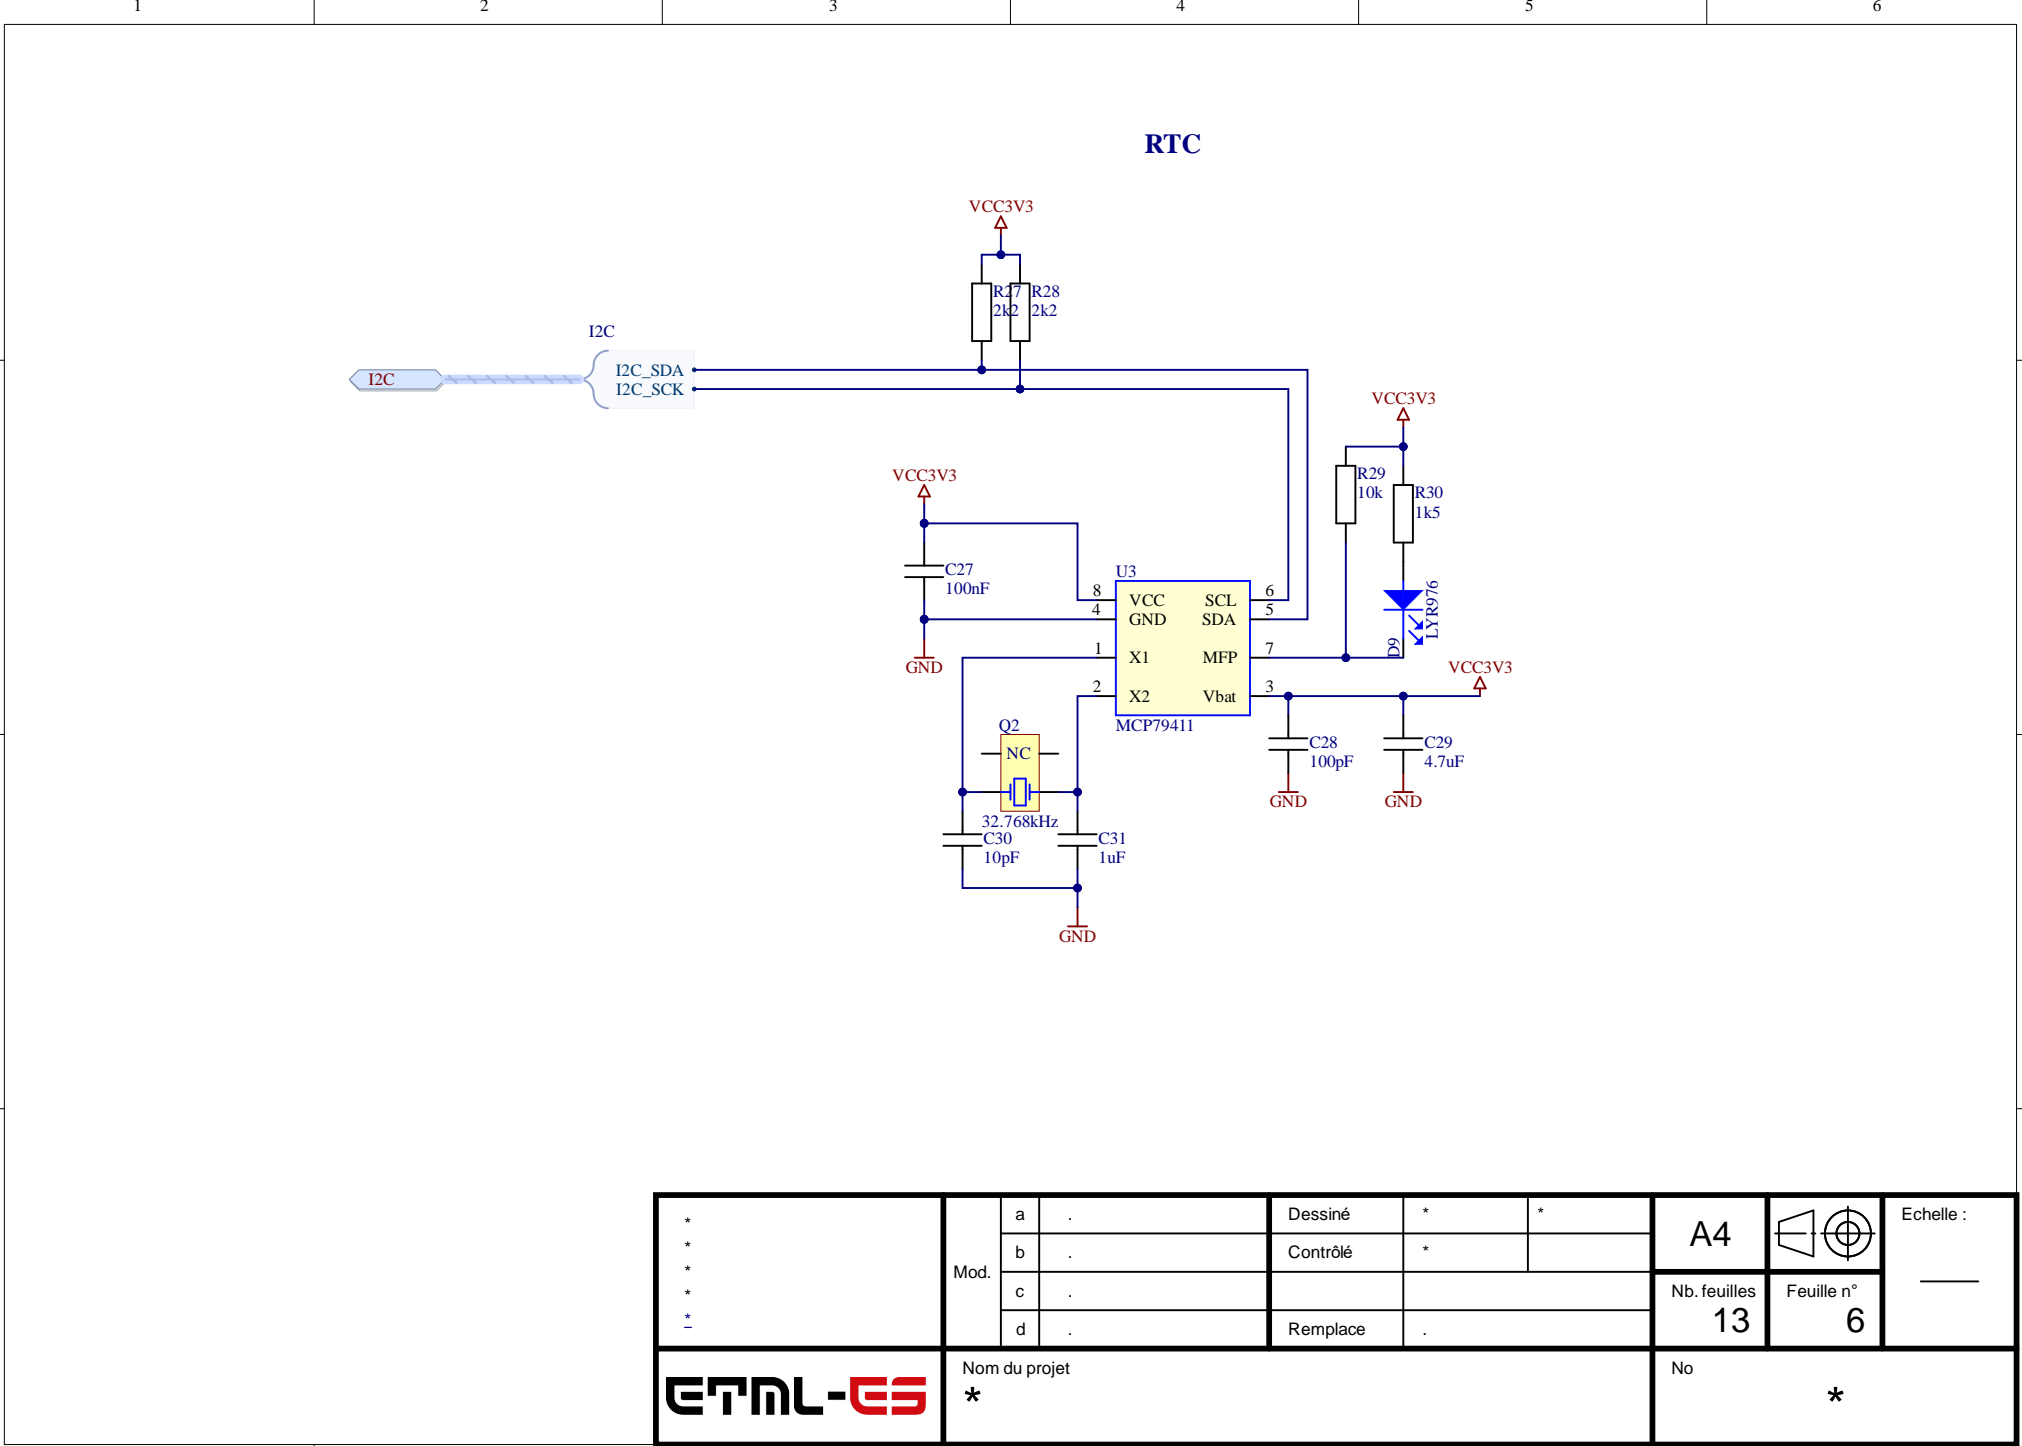 1 2 3 4 5 6
RTC
VCC3V3
R27 R28
2k2 2k2
I2C
I2C
I2C_SDA
I2C_SCK
VCC3V3
R29
10k
R30
1k5
VCC3V3
C27
100nF
GND
U3
8 VCC SCL 6
4 GND SDA 5
1 X1 MFP 7
2 X2 Vbat 3
MCP79411
LYR976
D9
VCC3V3
C28
100pF
GND
C29
4.7uF
GND
Q2
NC
32.768kHz
C30
10pF
C31
1uF
GND
*
*
*
*
*
Mod.
a .
b .
c .
d .
Dessiné * *
Contrôlé *
Remplace .
A4
Echelle :
Nb. feuilles
13
Feuille n°
6
ETML-ES
Nom du projet
*
No
*